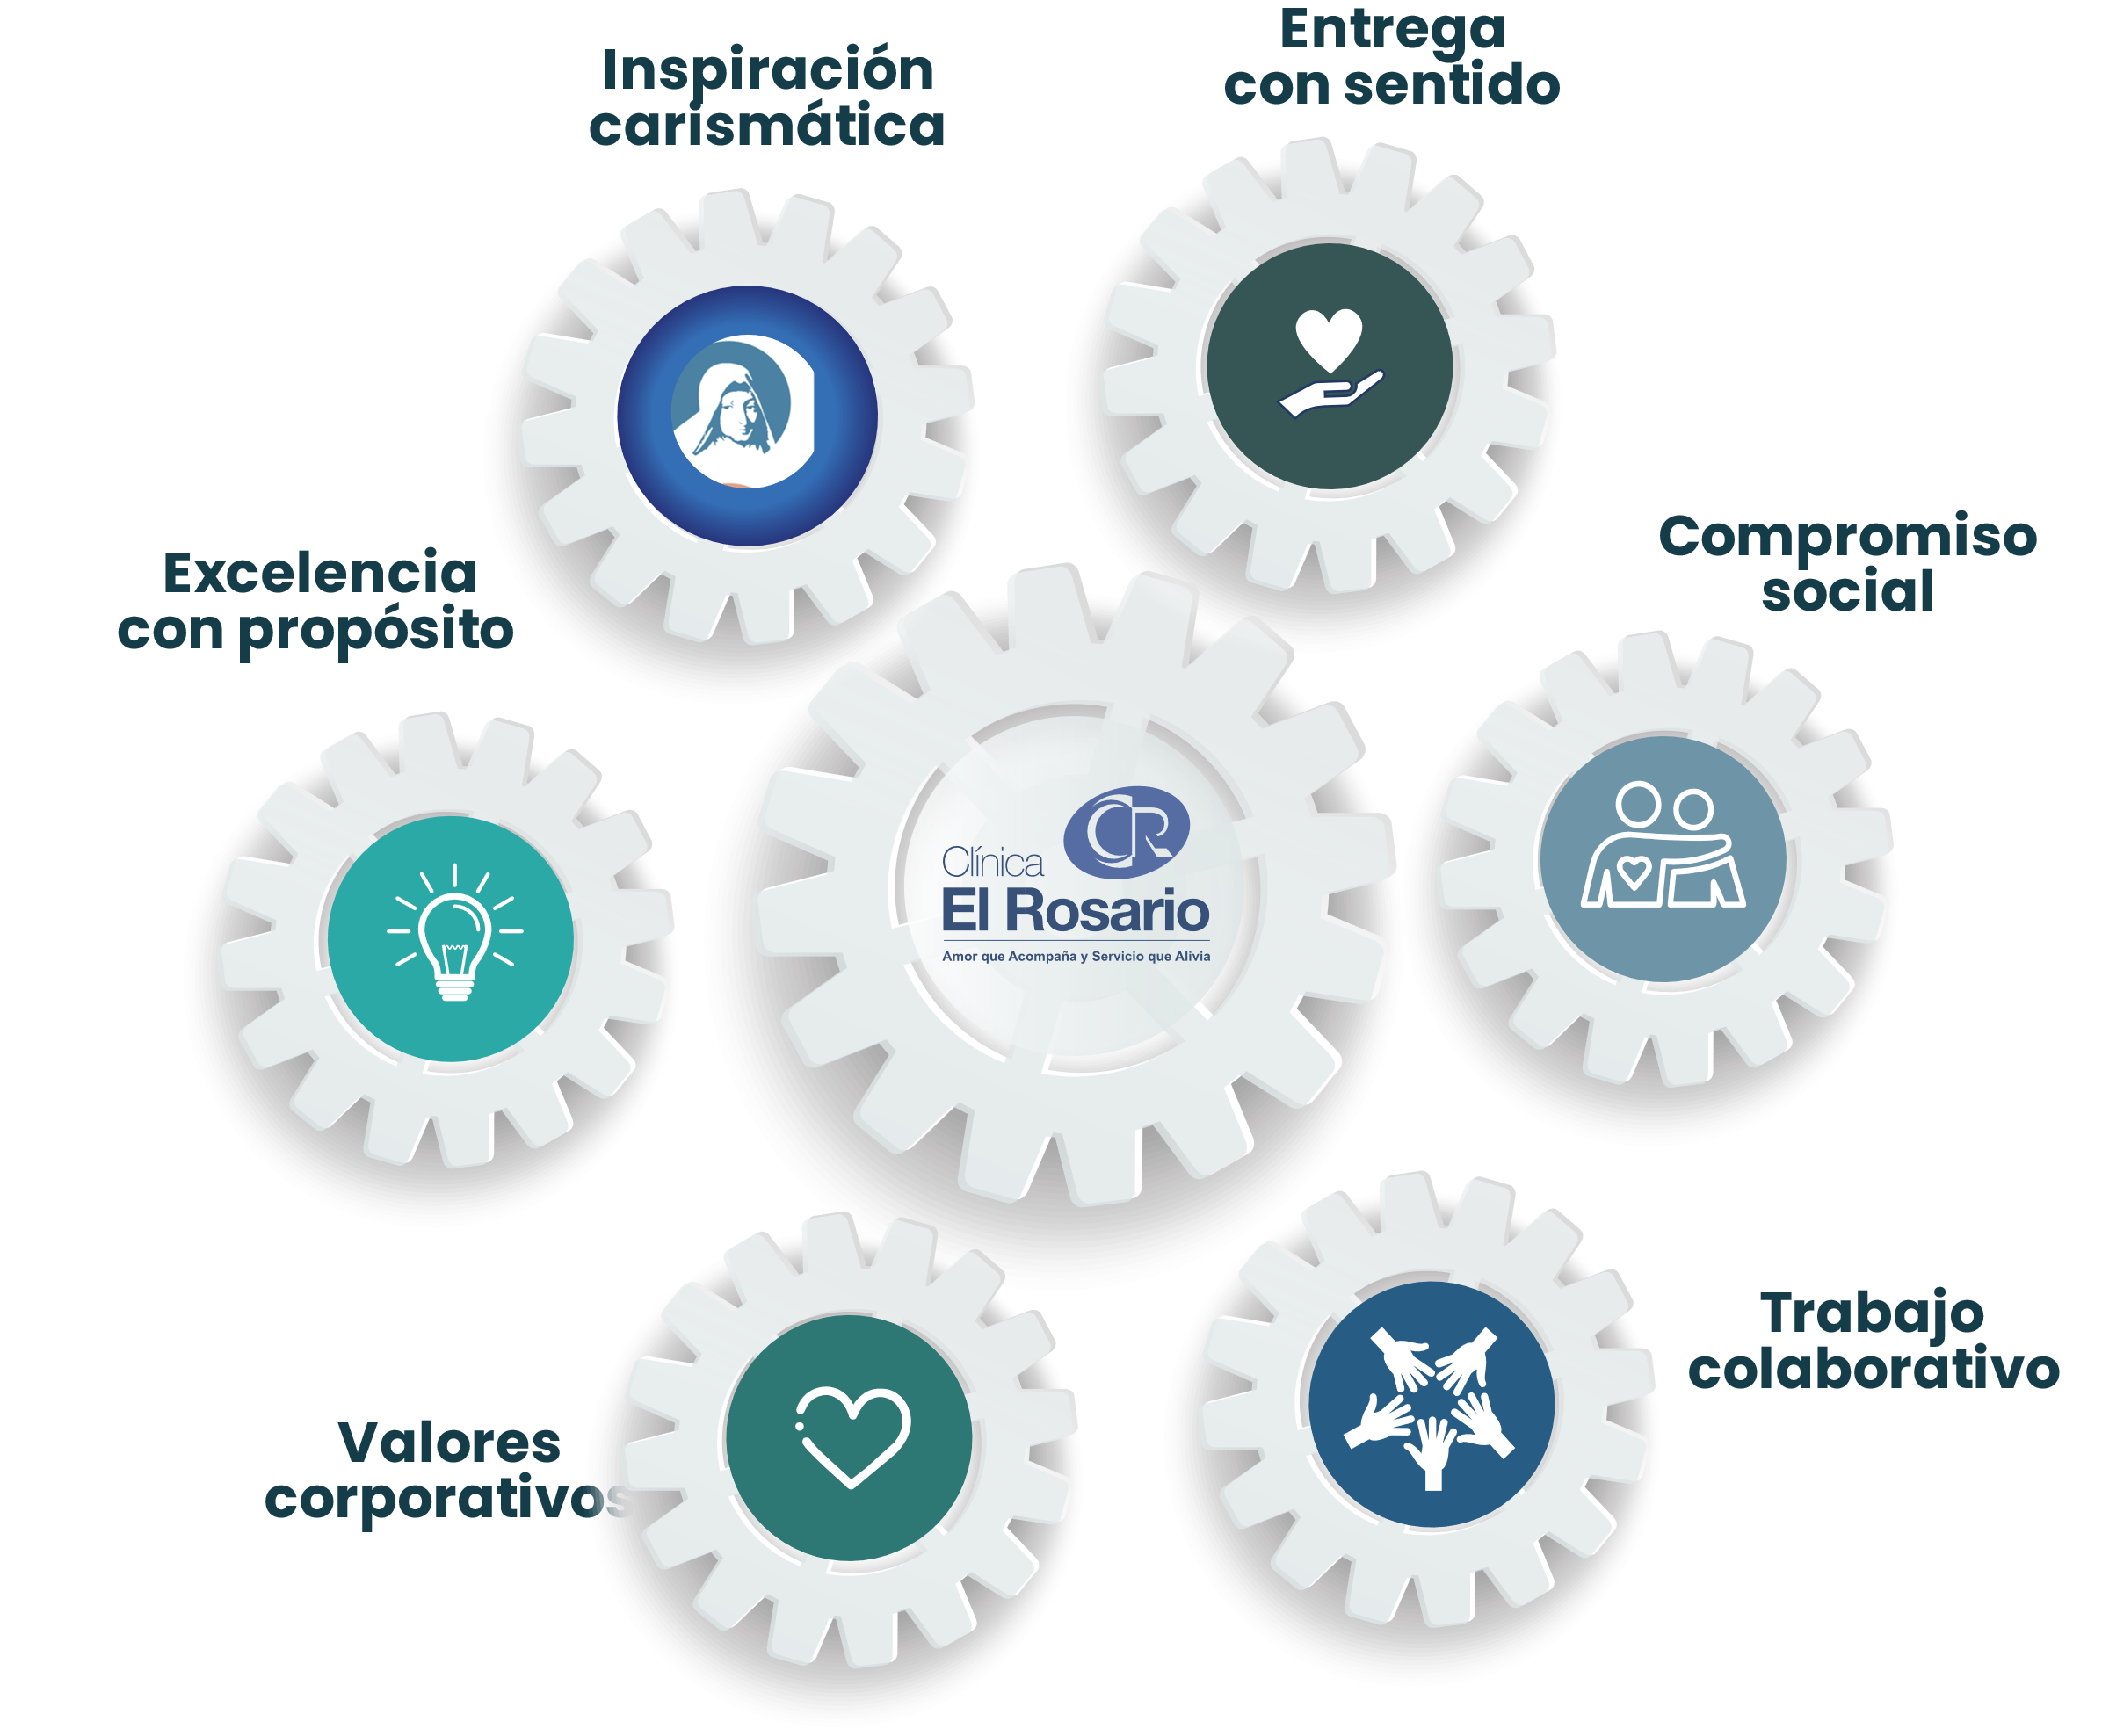 Inspiración
carismática
Entrega
con sentido
Excelencia
con propósito
Compromiso
social
CR
Clínica
El Rosario
Amor que Acompaña y Servicio que Alivia
Valores
corporativos
Trabajo
colaborativo